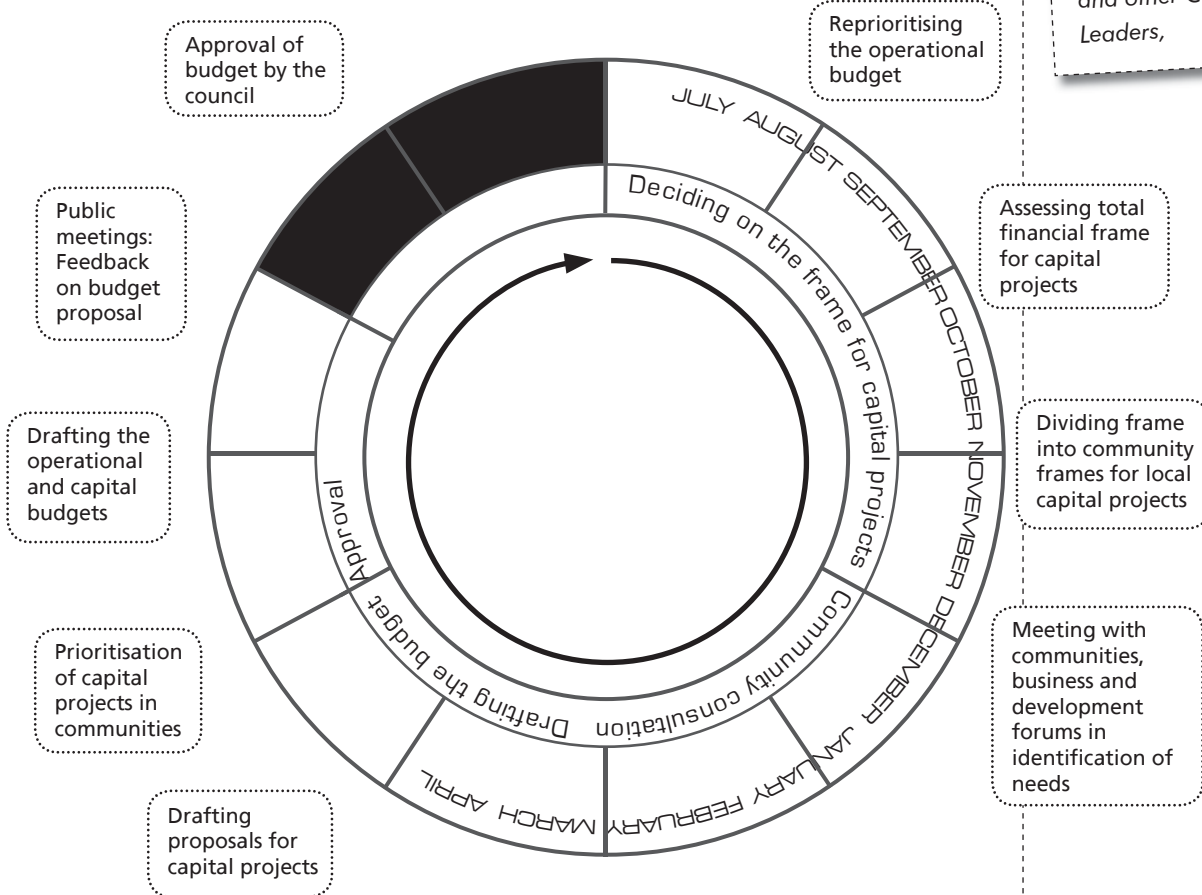 and other
Leaders,
Approval of
budget by the
council
Reprioritising
the operational
budget
Public
meetings:
Feedback
on budget
proposal
Assessing total
financial frame
for capital
projects
Drafting the
operational
and capital
budgets
Dividing frame
into community
frames for local
capital projects
Prioritisation
of capital
projects in
communities
Meeting with
communities,
business and
development
forums in
identification of
needs
Drafting
proposals for
capital projects
JULY AUGUST SEPTEMBER OCTOBER NOVEMBER DECEMBER JANUARY FEBRUARY MARCH APRIL
Deciding on the frame for capital projects
Community consultation
Drafting the budget
Approval